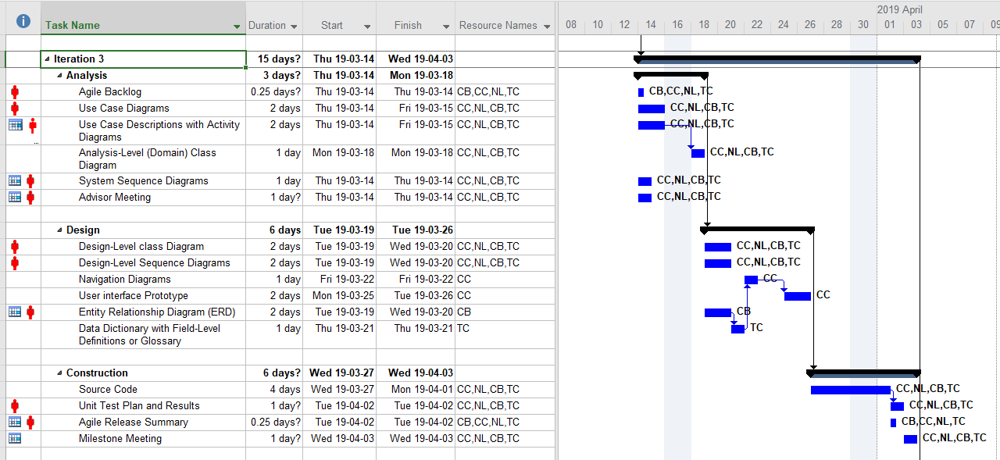 2019 April
Task Name Duration Start Finish Resource Names 08 10 12 14 16 18 20 22 24 26 28 30 01 03 05 07 09
Iteration 3 15 days? Thu 19-03-14 Wed 19-04-03
Analysis 3 days? Thu 19-03-14 Mon 19-03-18
Agile Backlog 0.25 days? Thu 19-03-14 Thu 19-03-14 CB,CC,NL,TC CB,CC,NL,TC
Use Case Diagrams 2 days Thu 19-03-14 Fri 19-03-15 CC,NL,CB,TC CC,NL,CB,TC
Use Case Descriptions with Activity 2 days Thu 19-03-14 Fri 19-03-15 CC,NL,CB,TC CC,NL,CB,TC
Diagrams
...
Analysis-Level (Domain) Class 1 day Mon 19-03-18 Mon 19-03-18 CC,NL,CB,TC CC,NL,CB,TC
Diagram
System Sequence Diagrams 1 day Thu 19-03-14 Thu 19-03-14 CC,NL,CB,TC CC,NL,CB,TC
Advisor Meeting 1 day? Thu 19-03-14 Thu 19-03-14 CC,NL,CB,TC CC,NL,CB,TC
Design 6 days Tue 19-03-19 Tue 19-03-26
Design-Level class Diagram 2 days Tue 19-03-19 Wed 19-03-20 CC,NL,CB,TC CC,NL,CB,TC
Design-Level Sequence Diagrams 2 days Tue 19-03-19 Wed 19-03-20 CC,NL,CB,TC CC,NL,CB,TC
Navigation Diagrams 1 day Fri 19-03-22 Fri 19-03-22 CC CC
User interface Prototype 2 days Mon 19-03-25 Tue 19-03-26 CC CC
Entity Relationship Diagram (ERD) 2 days Tue 19-03-19 Wed 19-03-20 CB CB
Data Dictionary with Field-Level 1 day Thu 19-03-21 Thu 19-03-21 TC TC
Definitions or Glossary
Construction 6 days? Wed 19-03-27 Wed 19-04-03
Source Code 4 days Wed 19-03-27 Mon 19-04-01 CC,NL,CB,TC CC,NL,CB,TC
Unit Test Plan and Results 1 day? Tue 19-04-02 Tue 19-04-02 CC,NL,CB,TC CC,NL,CB,TC
Agile Release Summary 0.25 days? Tue 19-04-02 Tue 19-04-02 CB,CC,NL,TC CB,CC,NL,TC
Milestone Meeting 1 day? Wed 19-04-03 Wed 19-04-03 CC,NL,CB,TC CC,NL,CB,TC